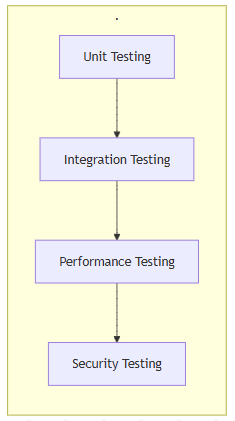 .
Unit Testing
Integration Testing
Performance Testing
Security Testing